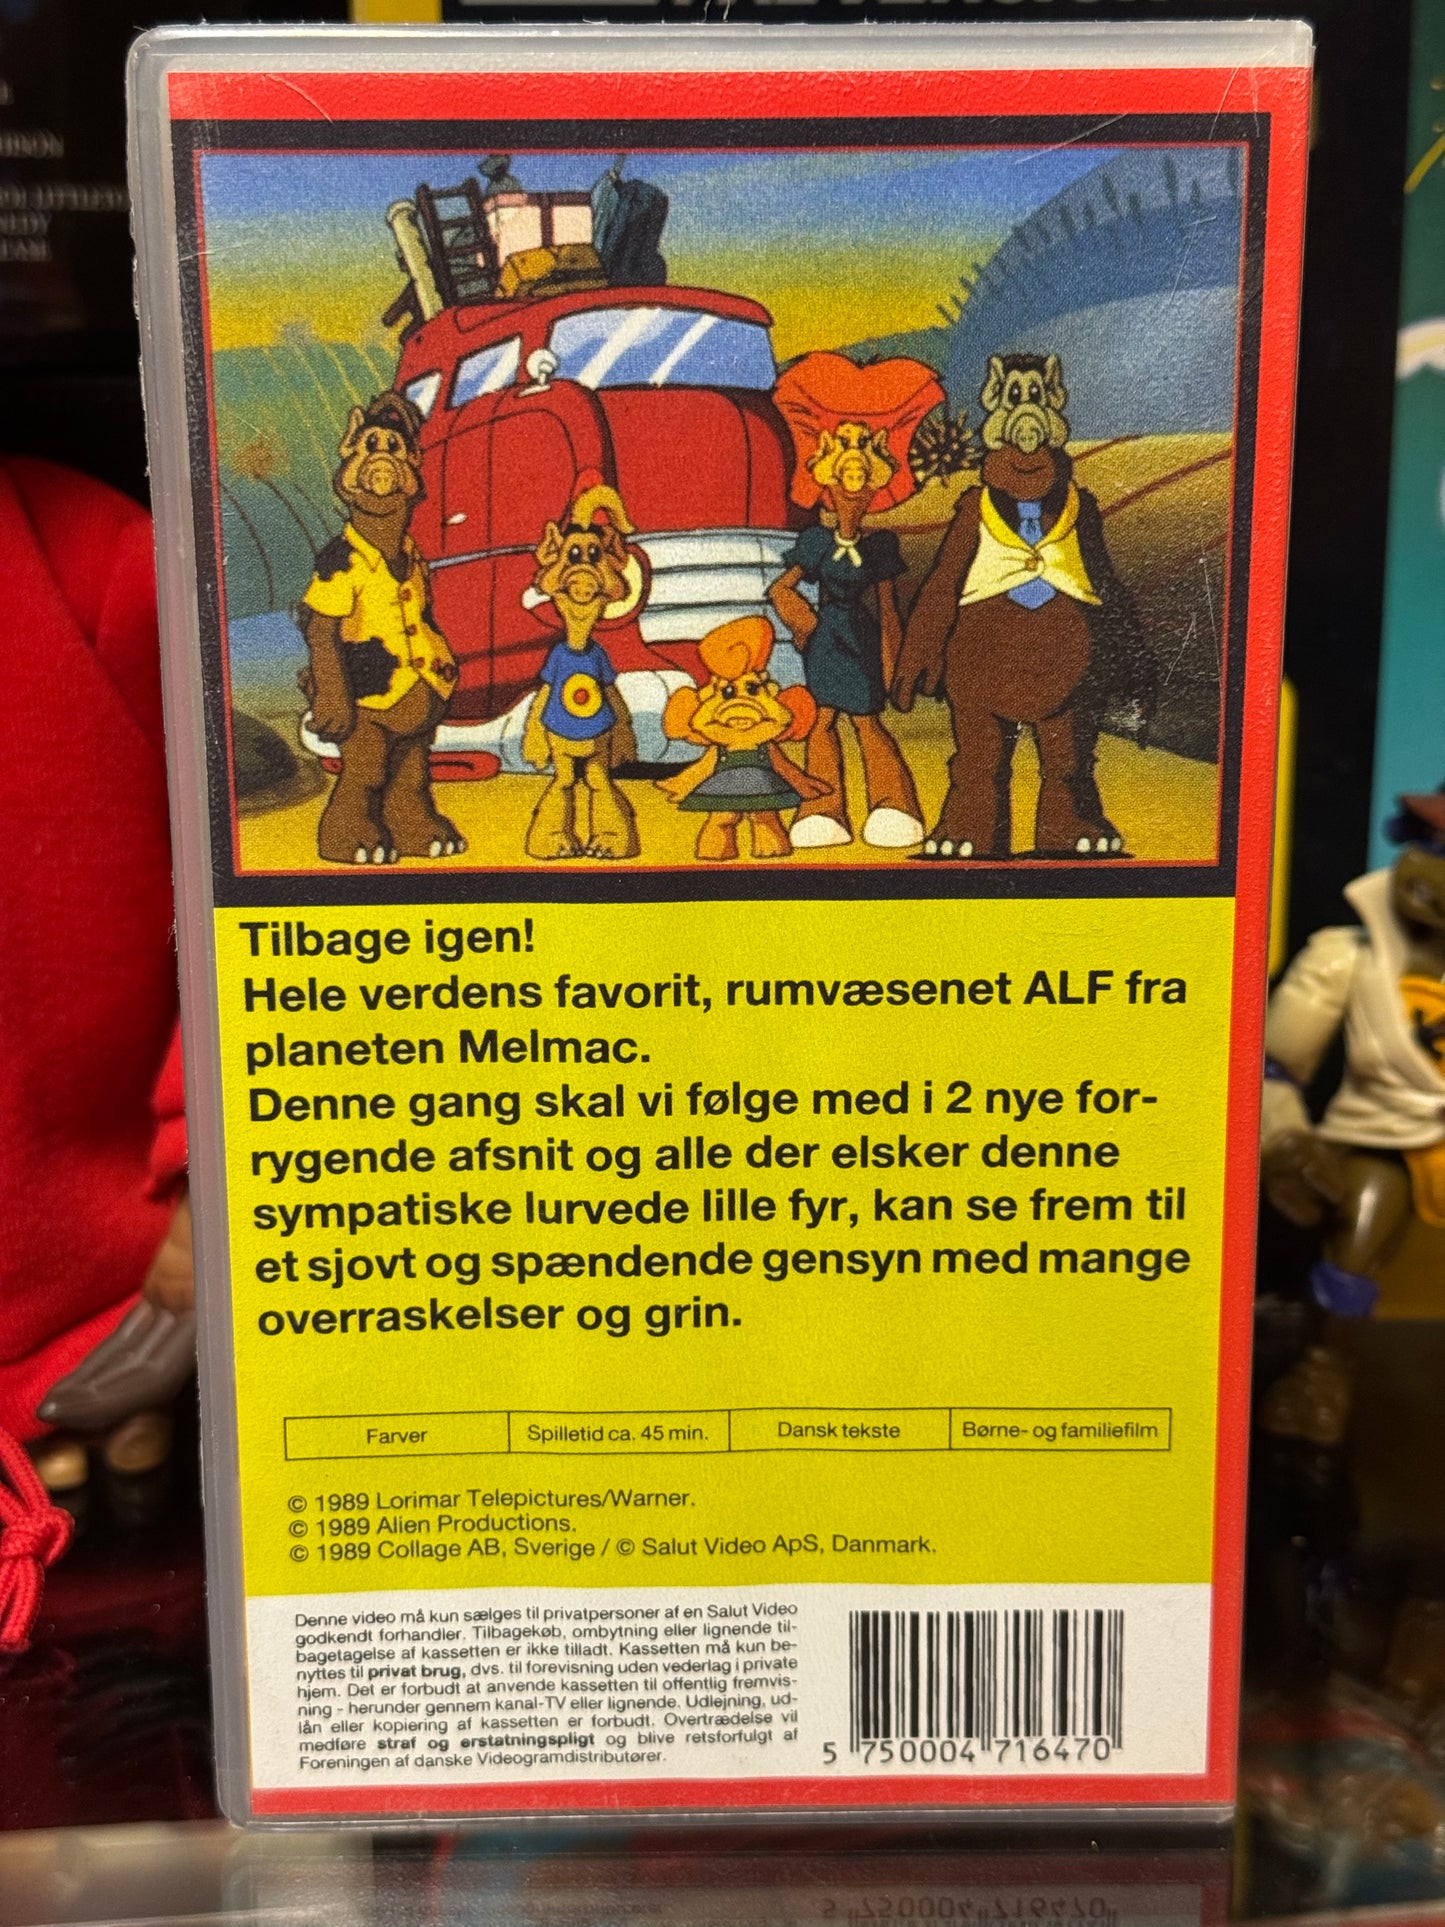 Tilbage igen!
Hele verdens favorit, rumvæsenet ALF fra
planeten Melmac.
Denne gang skal vi følge med i 2 nye for-
rygende afsnit og alle der elsker denne
sympatiske lurvede lille fyr, kan se frem til
et sjovt og spændende gensyn med mange
overraskelser og grin.
Farver
Spilletid ca. 45 min.
Dansk tekste
Børne- og familiefilm
© 1989 Lorimar Telepictures/Warner.
© 1989 Alien Productions.
© 1989 Collage AB, Sverige / © Salut Video ApS, Danmark.
Denne video må kun sælges til privatpersoner af en Salut Video
godkendt forhandler. Tilbagekøb, ombytning eller lignende til-
bagetagelse af kassetten er ikke tilladt. Kassetten må kun be-
nyttes til privat brug, dvs. til forevisning uden vederlag i private
hjem. Det er forbudt at anvende kassetten til offentlig fremvis-
ning - herunder gennem kanal-TV eller lignende. Udlejning, ud-
lån eller kopiering af kassetten er forbudt. Overtrædelse vil
medføre straf og erstatningspligt og blive retsforfulgt af
Foreningen af danske Videogramdistributører.
5 750004 716470